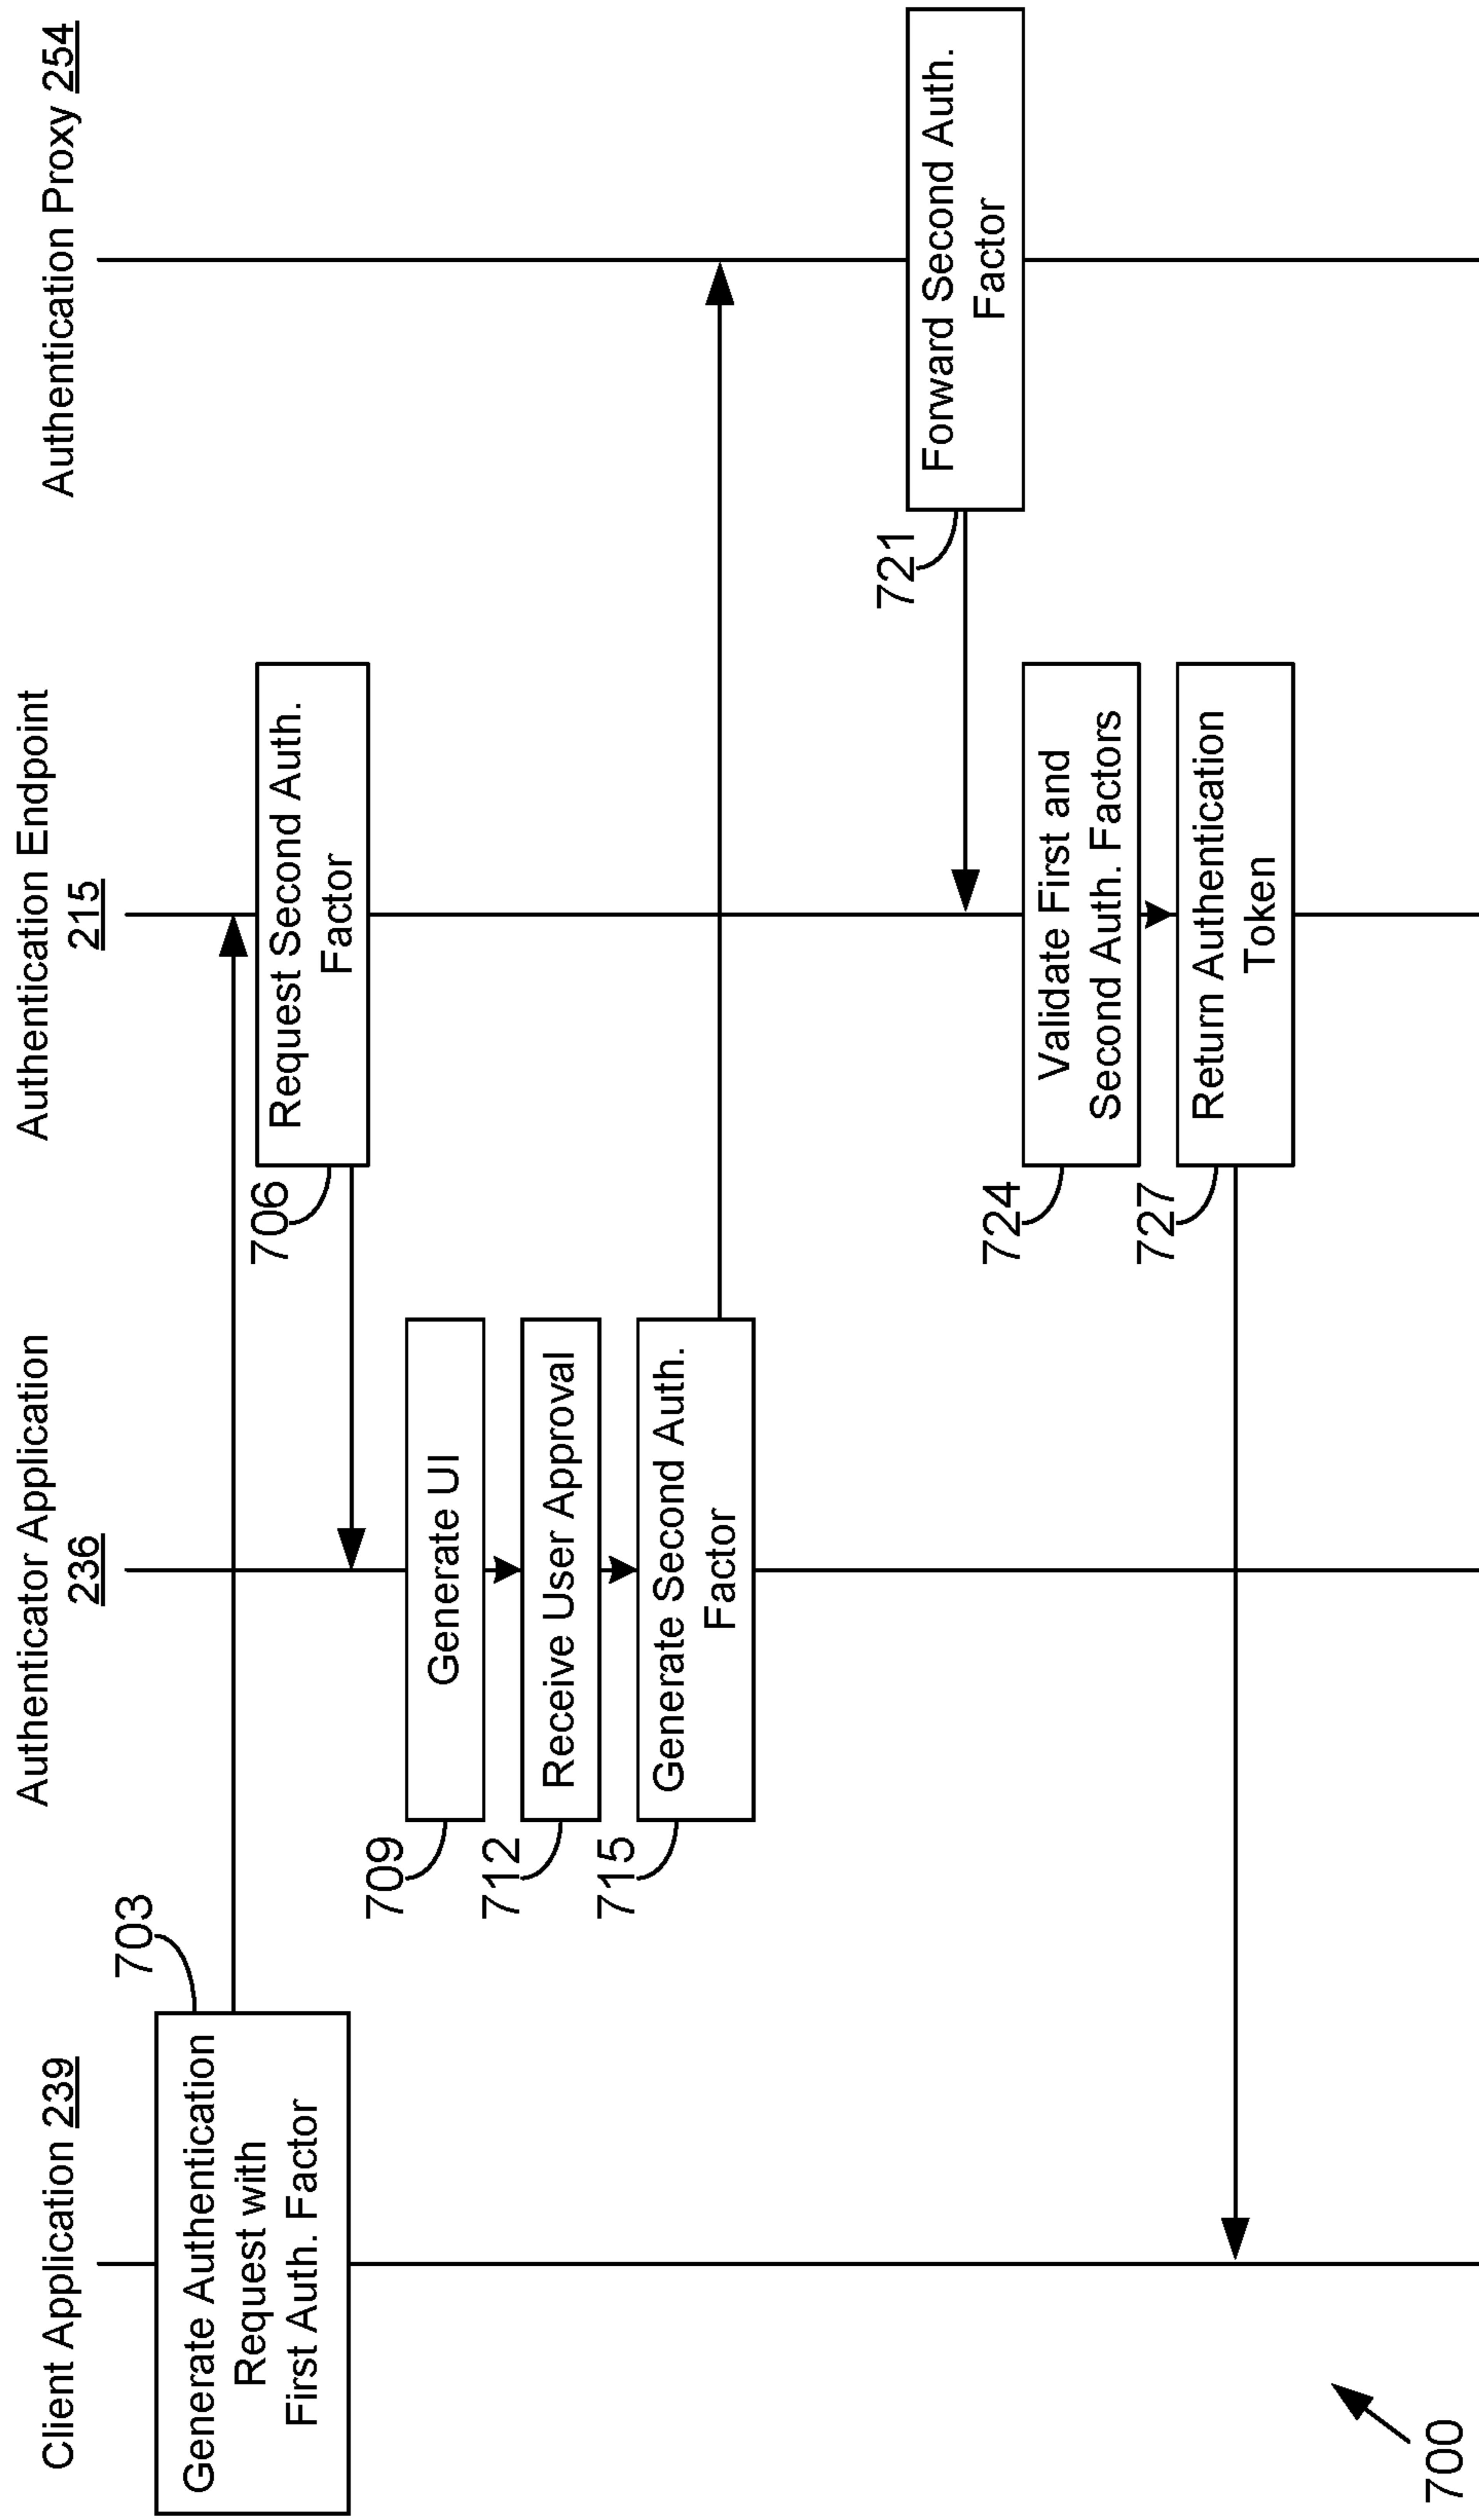 Client Application 239
Authenticator Application
236
Authentication Endpoint
215
Authentication Proxy 254
703
Generate Authentication
Request with
First Auth. Factor
706
Request Second Auth.
Factor
709
Generate UI
712
Receive User Approval
715
Generate Second Auth.
Factor
721
Forward Second Auth.
Factor
724
Validate First and
Second Auth. Factors
727
Return Authentication
Token
700